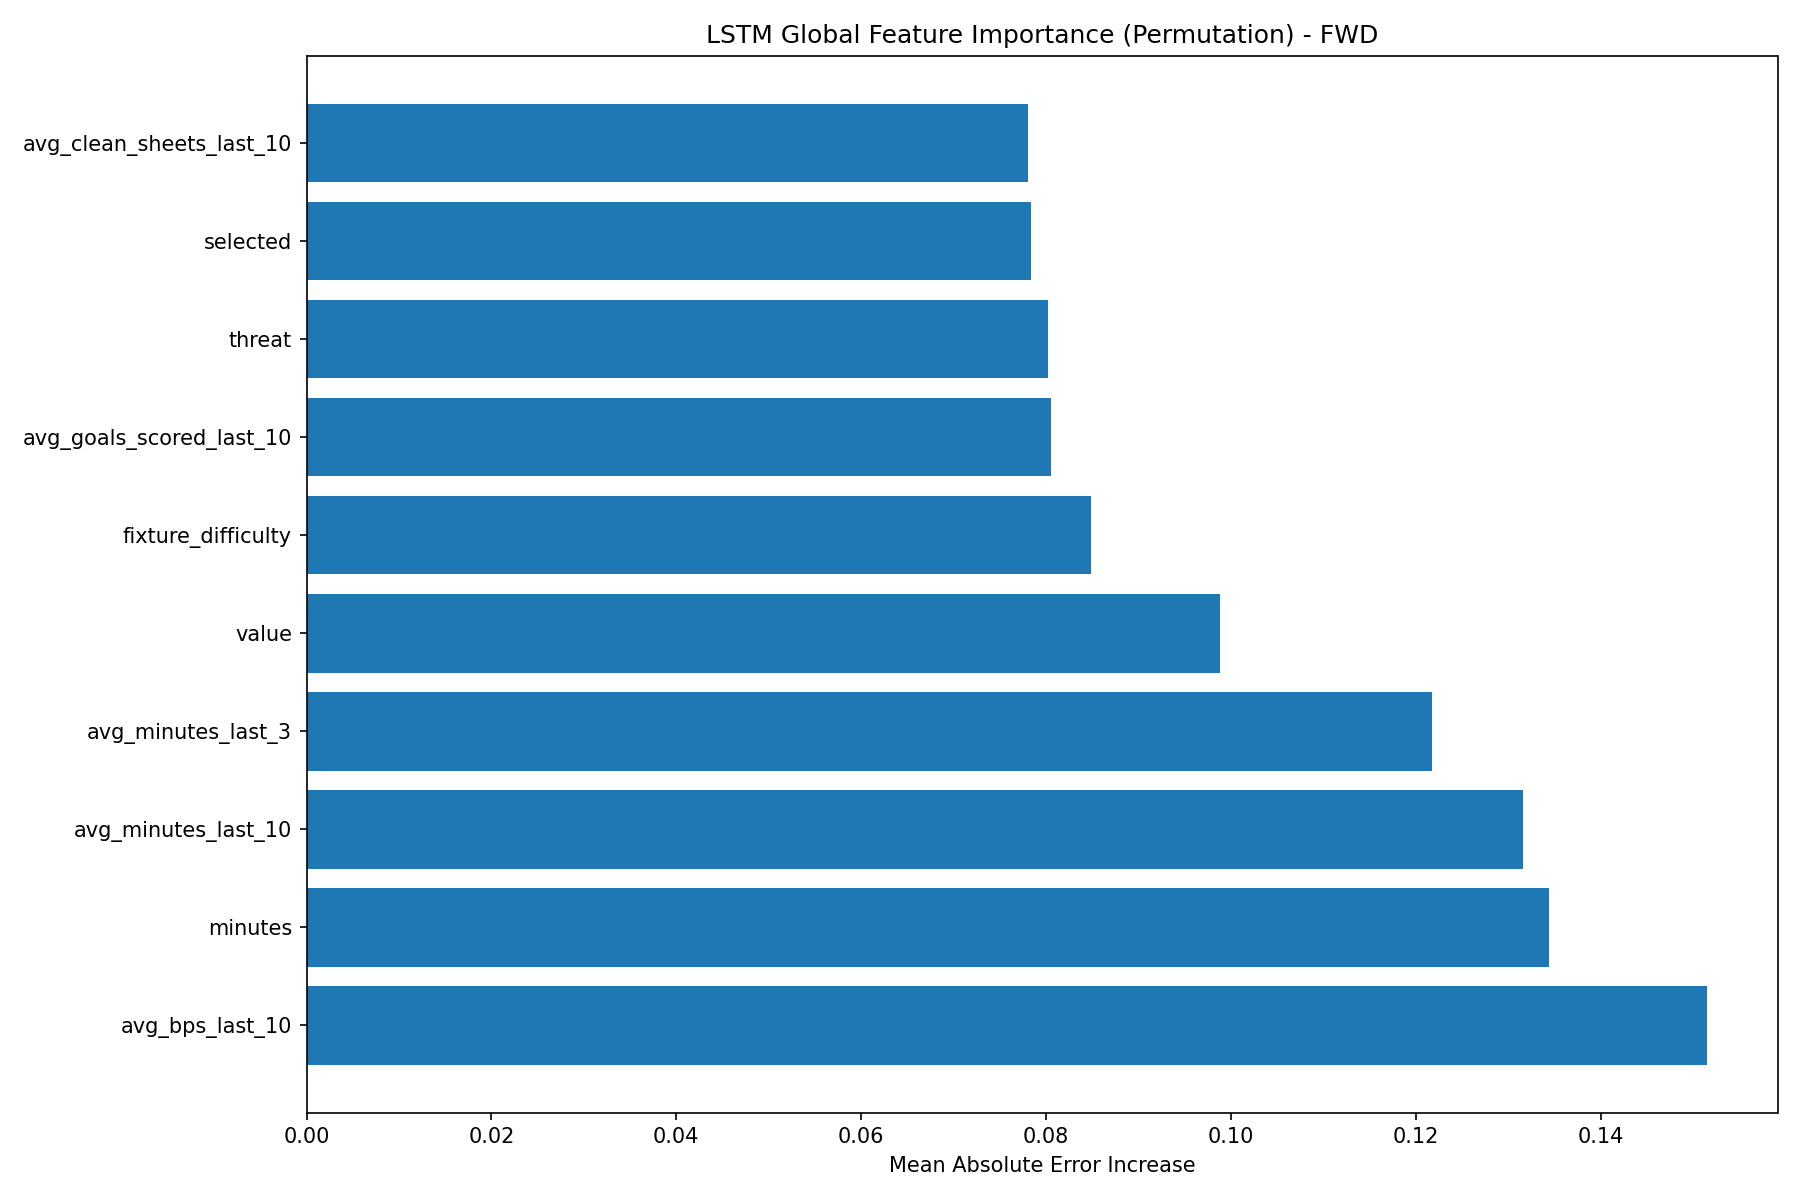 LSTM Global Feature Importance (Permutation) - FWD
avg_clean_sheets_last_10
selected
threat
avg_goals_scored_last_10
fixture_difficulty
value
avg_minutes_last_3
avg_minutes_last_10
minutes
avg_bps_last_10
0.00 0.02 0.04 0.06 0.08 0.10 0.12 0.14
Mean Absolute Error Increase